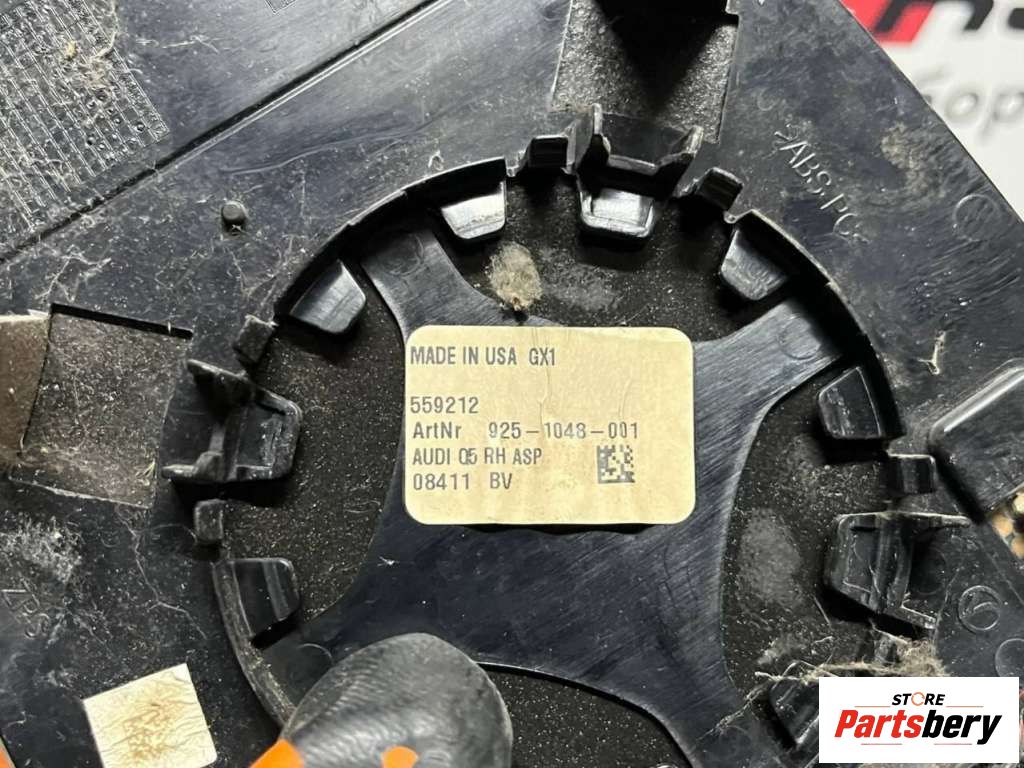 >ABS-PC<
MADE IN USA GX1
559212
ArtNr 925-1048-001
AUDI Q5 RH ASP
08411 BV
STORE
Partsbery